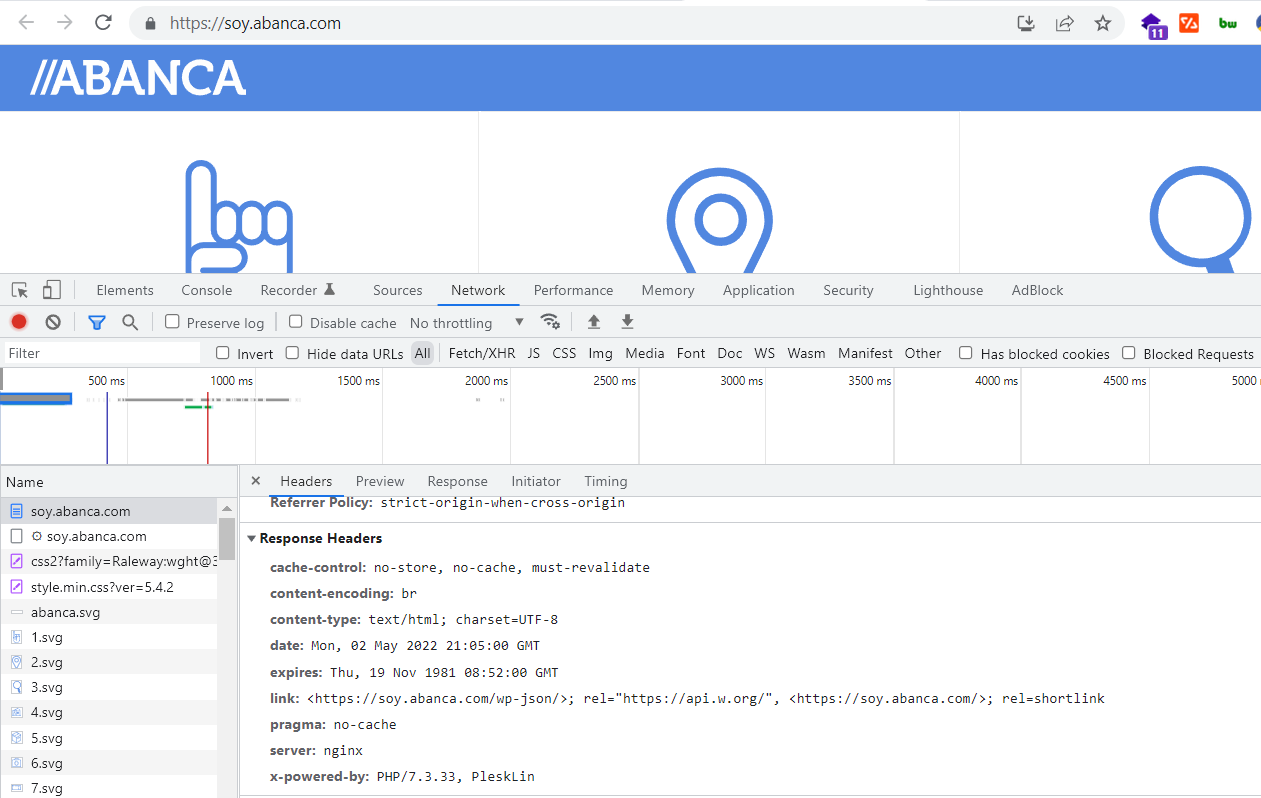 https://soy.abanca.com
11
bw
//ABANCA
Elements Console Recorder Sources Network Performance Memory Application Security Lighthouse AdBlock
Preserve log Disable cache No throttling
Filter Invert Hide data URLs All Fetch/XHR JS CSS Img Media Font Doc WS Wasm Manifest Other Has blocked cookies Blocked Requests
500 ms 1000 ms 1500 ms 2000 ms 2500 ms 3000 ms 3500 ms 4000 ms 4500 ms 5000
Name
soy.abanca.com
soy.abanca.com
css2?family=Raleway:wght@3
style.min.css?ver=5.4.2
abanca.svg
1.svg
2.svg
3.svg
4.svg
5.svg
6.svg
7.svg
Headers Preview Response Initiator Timing
Referrer Policy: strict-origin-when-cross-origin
Response Headers
cache-control: no-store, no-cache, must-revalidate
content-encoding: br
content-type: text/html; charset=UTF-8
date: Mon, 02 May 2022 21:05:00 GMT
expires: Thu, 19 Nov 1981 08:52:00 GMT
link: <https://soy.abanca.com/wp-json/>; rel="https://api.w.org/", <https://soy.abanca.com/>; rel=shortlink
pragma: no-cache
server: nginx
x-powered-by: PHP/7.3.33, PleskLin